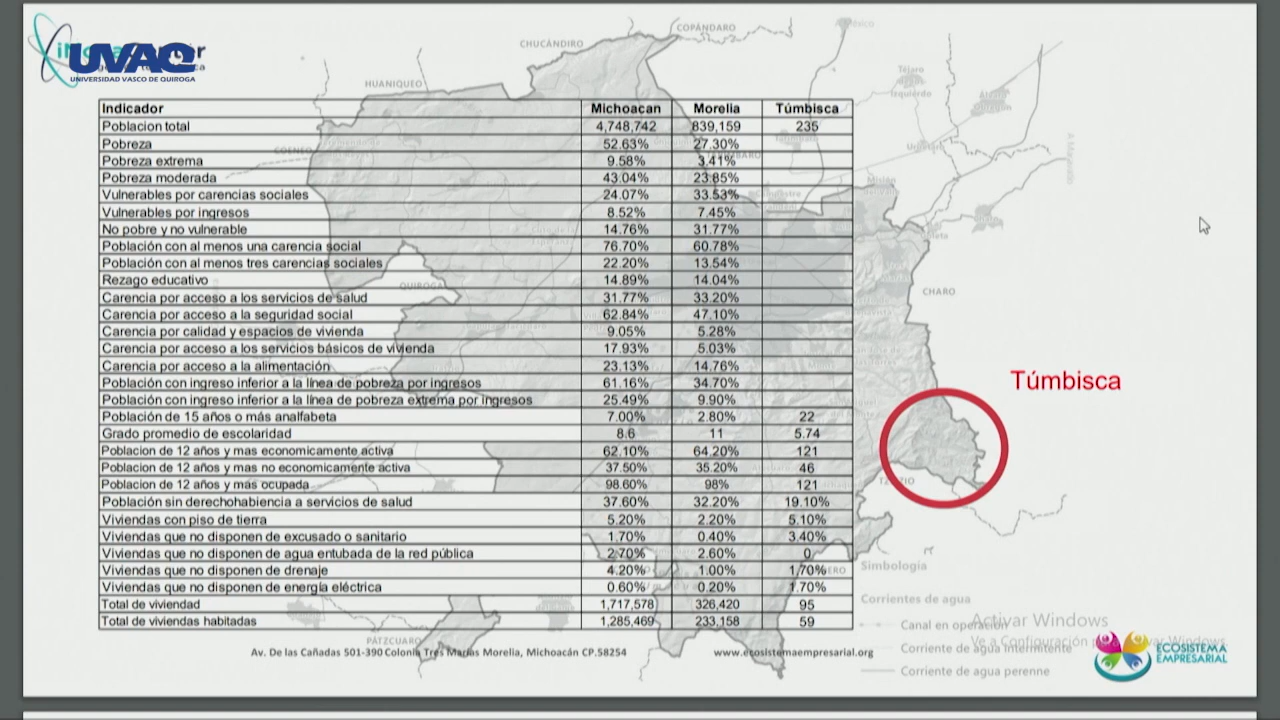 UVAQ
UNIVERSIDAD VASCO DE QUIROGA
COPÁNDARO
CHUCÁNDIRO
HUANIQUEO
Indicador Michoacan Morelia Túmbisca
Poblacion total 4,748,742 839,159 235
Pobreza 52.63% 27.30%
Pobreza extrema 9.58% 3.41%
Pobreza moderada 43.04% 23.85%
Vulnerables por carencias sociales 24.07% 33.53%
Vulnerables por ingresos 8.52% 7.45%
No pobre y no vulnerable 14.76% 31.77%
Población con al menos una carencia social 76.70% 60.78%
Población con al menos tres carencias sociales 22.20% 13.54%
Rezago educativo 14.89% 14.04%
Carencia por acceso a los servicios de salud 31.77% 33.20%
Carencia por acceso a la seguridad social 62.84% 47.10%
Carencia por calidad y espacios de vivienda 9.05% 5.28%
Carencia por acceso a los servicios básicos de vivienda 17.93% 5.03%
Carencia por acceso a la alimentación 23.13% 14.76%
Población con ingreso inferior a la línea de pobreza por ingresos 61.16% 34.70%
Población con ingreso inferior a la línea de pobreza extrema por ingresos 25.49% 9.90%
Población de 15 años o más analfabeta 7.00% 2.80% 22
Grado promedio de escolaridad 8.6 11 5.74
Poblacion de 12 años y mas economicamente activa 62.10% 64.20% 121
Poblacion de 12 años y mas no economicamente activa 37.50% 35.20% 46
Poblacion de 12 años y mas ocupada 98.60% 98% 121
Población sin derechohabiencia a servicios de salud 37.60% 32.20% 19.10%
Viviendas con piso de tierra 5.20% 2.20% 5.10%
Viviendas que no disponen de excusado o sanitario 1.70% 0.40% 3.40%
Viviendas que no disponen de agua entubada de la red pública 2.70% 2.60% 0
Viviendas que no disponen de drenaje 4.20% 1.00% 1.70%
Viviendas que no disponen de energía eléctrica 0.60% 0.20% 1.70%
Total de viviendad 1,717,578 326,420 95
Total de viviendas habitadas 1,285,469 233,158 59
QUIROGA
CHARO
Túmbisca
Simbología
Corrientes de agua
Canal en operación
Corriente de agua intermitente
Corriente de agua perenne
Activar Windows
PÁTZCUARO
Av. De las Cañadas 501-390 Colonia Tres Marías Morelia, Michoacán CP.58254
www.ecosistemaempresarial.org
ECOSISTEMA
EMPRESARIAL